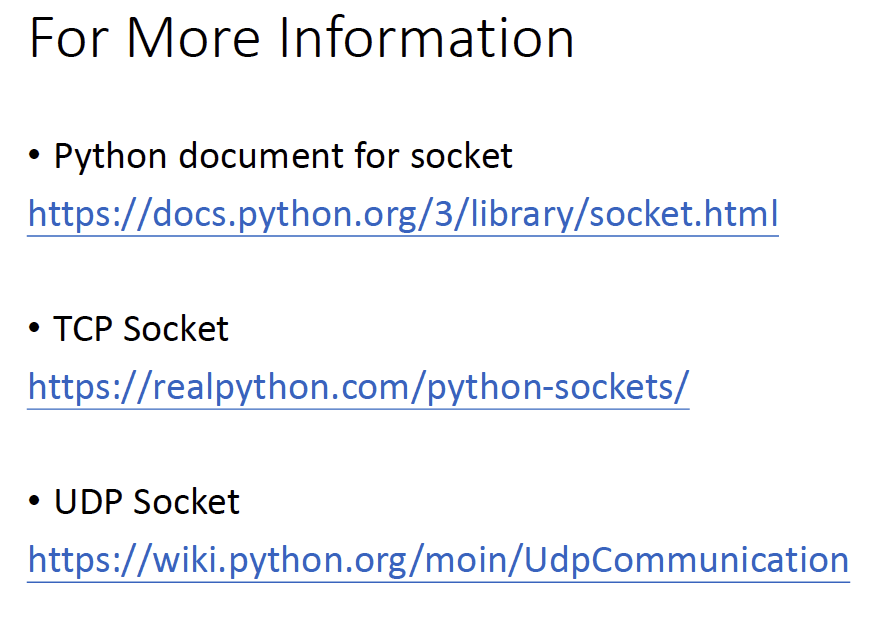 For More Information
• Python document for socket
https://docs.python.org/3/library/socket.html
• TCP Socket
https://realpython.com/python-sockets/
• UDP Socket
https://wiki.python.org/moin/UdpCommunication